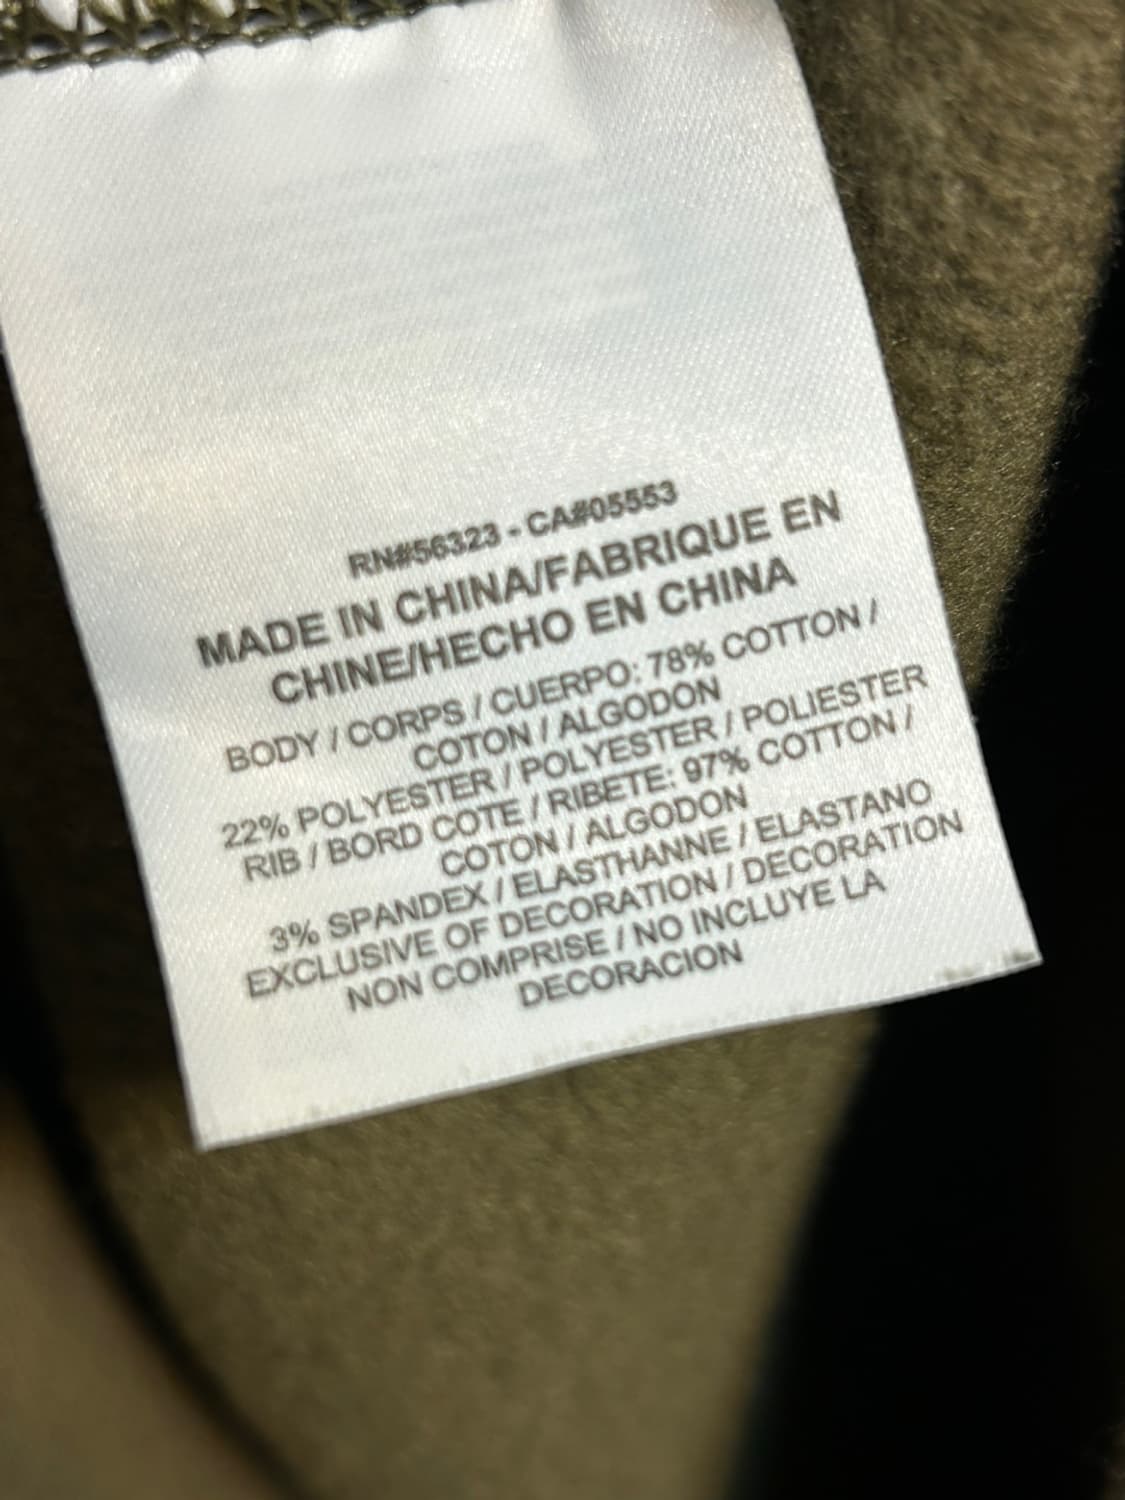 RN#56323 - CA#05553
MADE IN CHINA/FABRIQUE EN
CHINE/HECHO EN CHINA
BODY / CORPS / CUERPO: 78% COTTON /
COTON / ALGODON
22% POLYESTER / POLYESTER / POLIESTER
RIB / BORD COTE / RIBETE: 97% COTTON /
COTON / ALGODON
3% SPANDEX / ELASTHANNE / ELASTANO
EXCLUSIVE OF DECORATION / DECORATION
NON COMPRISE / NO INCLUYE LA
DECORACION